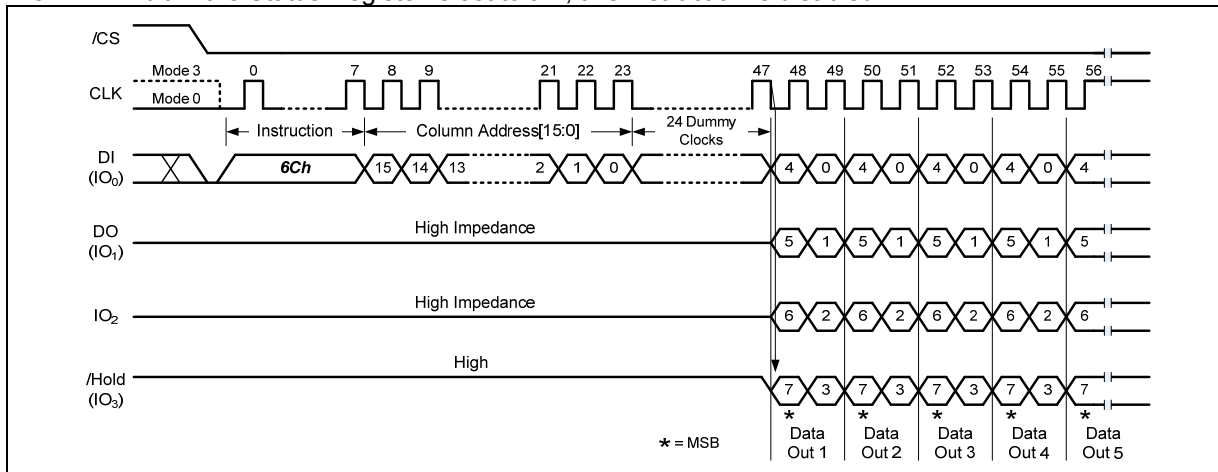 /CS
Mode 3 0 7 8 9 21 22 23 47 48 49 50 51 52 53 54 55 56
CLK
Mode 0
Instruction Column Address[15:0] 24 Dummy
Clocks
DI
(IO0)
6Ch 15 14 13 2 1 0 4 0 4 0 4 0 4 0 4
High Impedance
DO
(IO1)
5 1 5 1 5 1 5 1 5
High Impedance
IO2
6 2 6 2 6 2 6 2 6
High
/Hold
(IO3)
7 3 7 3 7 3 7 3 7
* * * * *
* = MSB
Data Data Data Data Data
Out 1 Out 2 Out 3 Out 4 Out 5